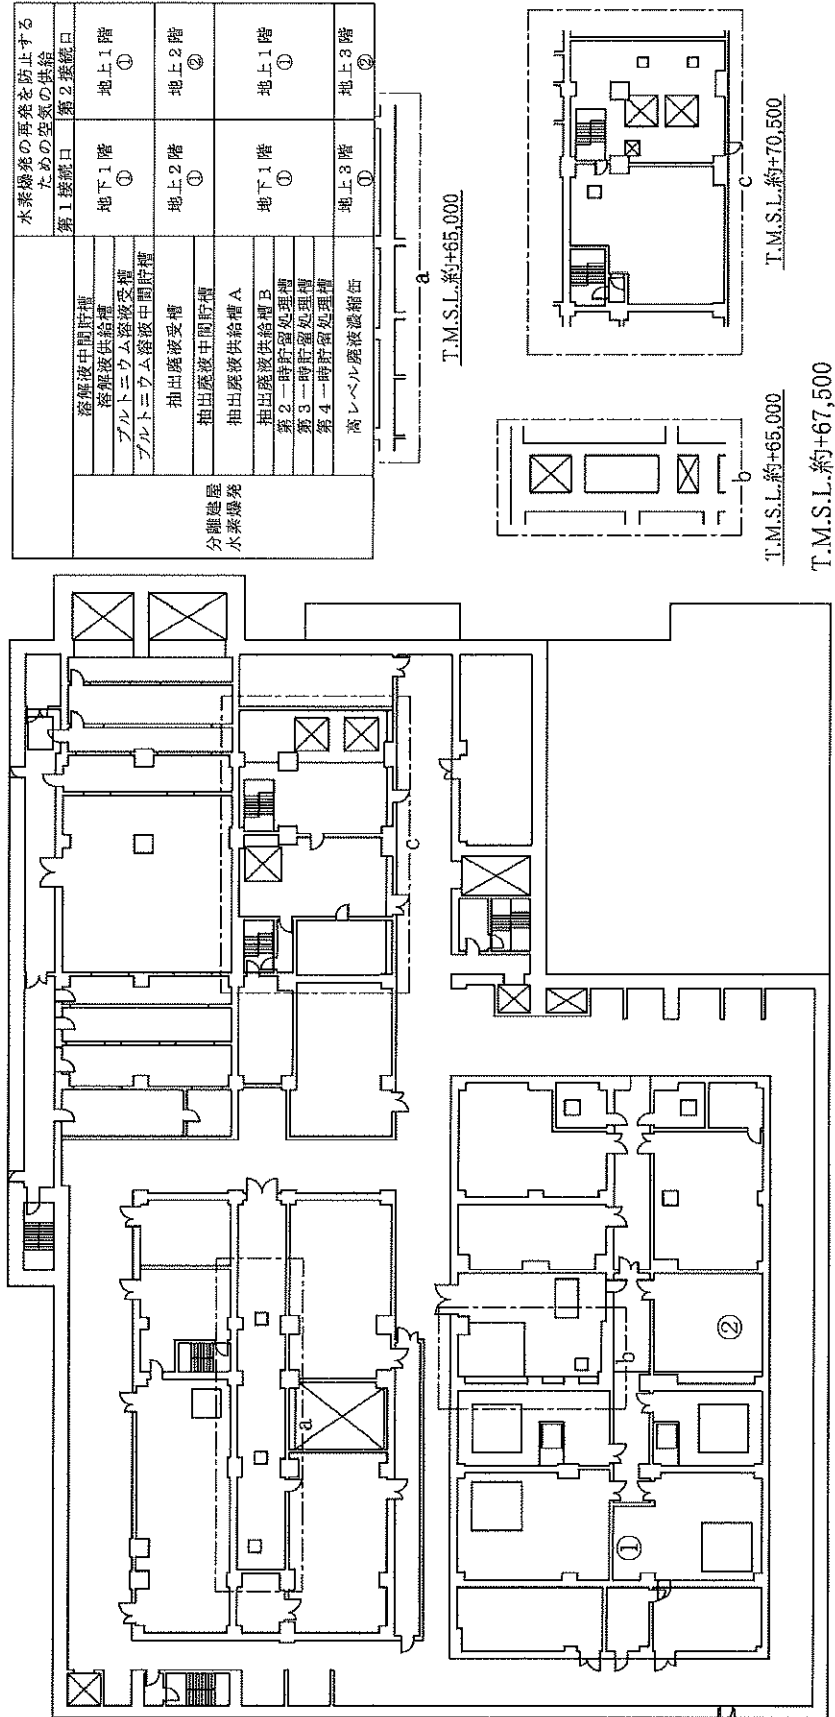 水素爆発の再発を防止する
ための空気の供給
第1接続口
第2接続口
分離建屋
水素爆発
溶解液中間貯槽
溶解液供給槽
プルトニウム溶液受槽
プルトニウム溶液中間貯槽
地下1階
①
地上1階
①
抽出廃液受槽
抽出廃液中間貯槽
地上2階
①
地上2階
②
抽出廃液供給槽A
抽出廃液供給槽B
第2一時貯留処理槽
第3一時貯留処理槽
第4一時貯留処理槽
地下1階
①
地上1階
①
高レベル廃液濃縮缶
地上3階
①
地上3階
②
a
T.M.S.L.約+65,000
b
T.M.S.L.約+65,000
c
T.M.S.L.約+70,500
T.M.S.L.約+67,500
a
c
b
①
②